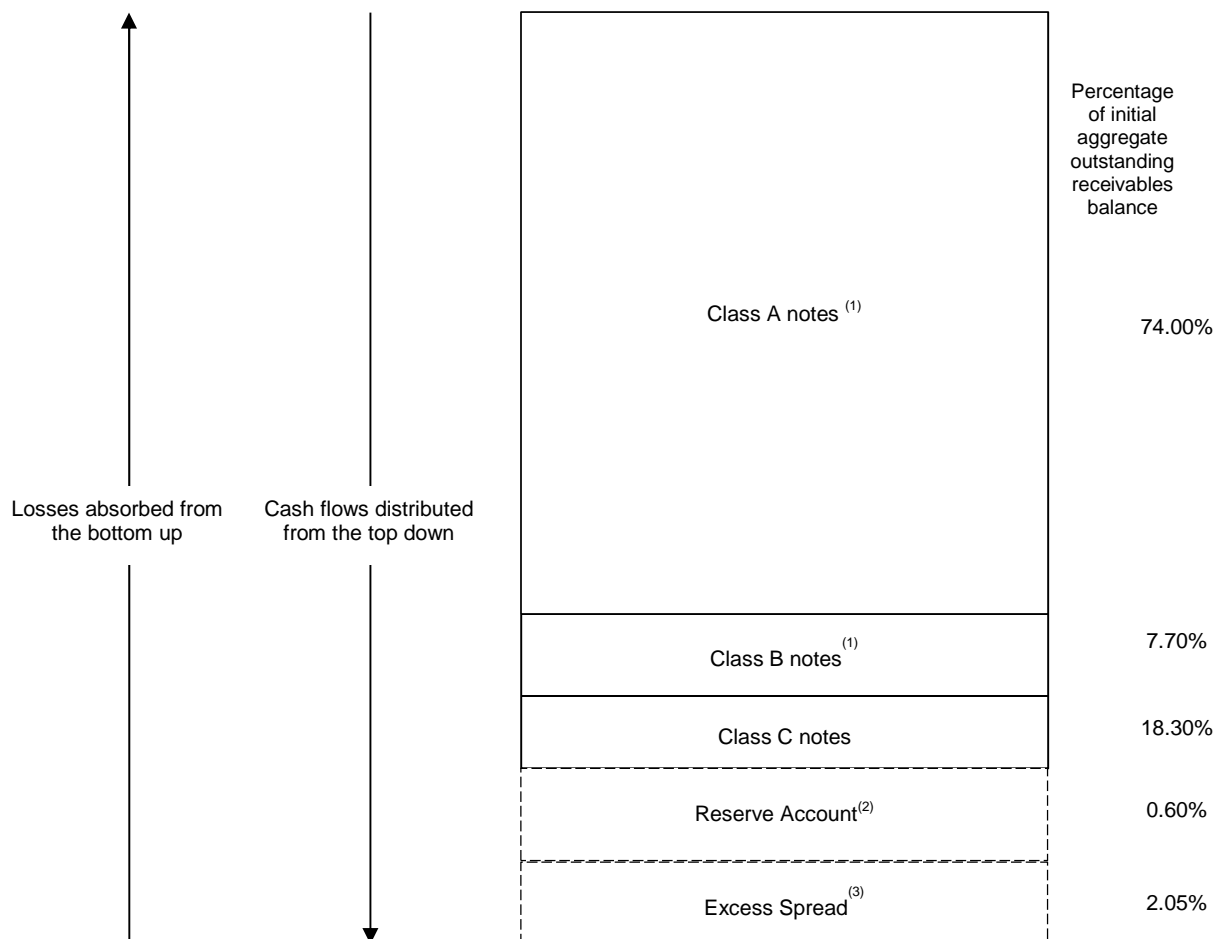 Percentage
of initial
aggregate
outstanding
receivables
balance
Class A notes (1)
74.00%
Losses absorbed from
the bottom up
Cash flows distributed
from the top down
Class B notes(1)
7.70%
Class C notes
18.30%
Reserve Account(2)
0.60%
Excess Spread(3)
2.05%